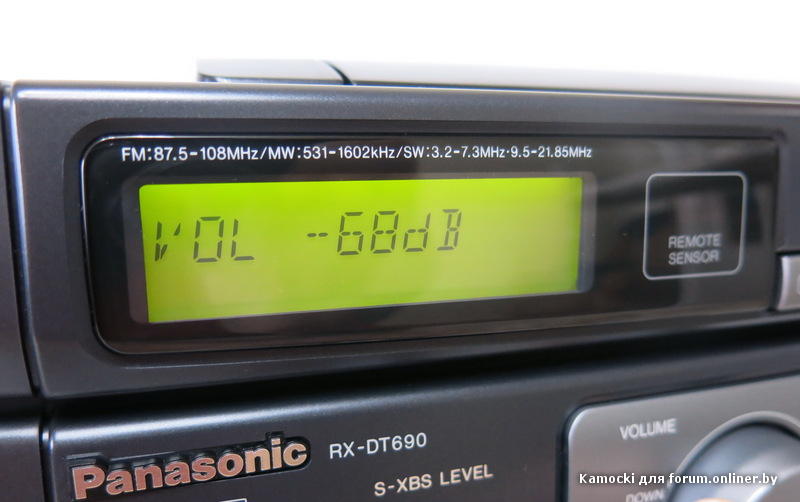 FM:87.5-108MHz/MW:531-1602kHz/SW:3.2-7.3MHz·9.5-21.85MHz
VOL -68dB
REMOTE
SENSOR
Panasonic
RX-DT690
S-XBS LEVEL
VOLUME
DOWN
Kamocki для forum.onliner.by